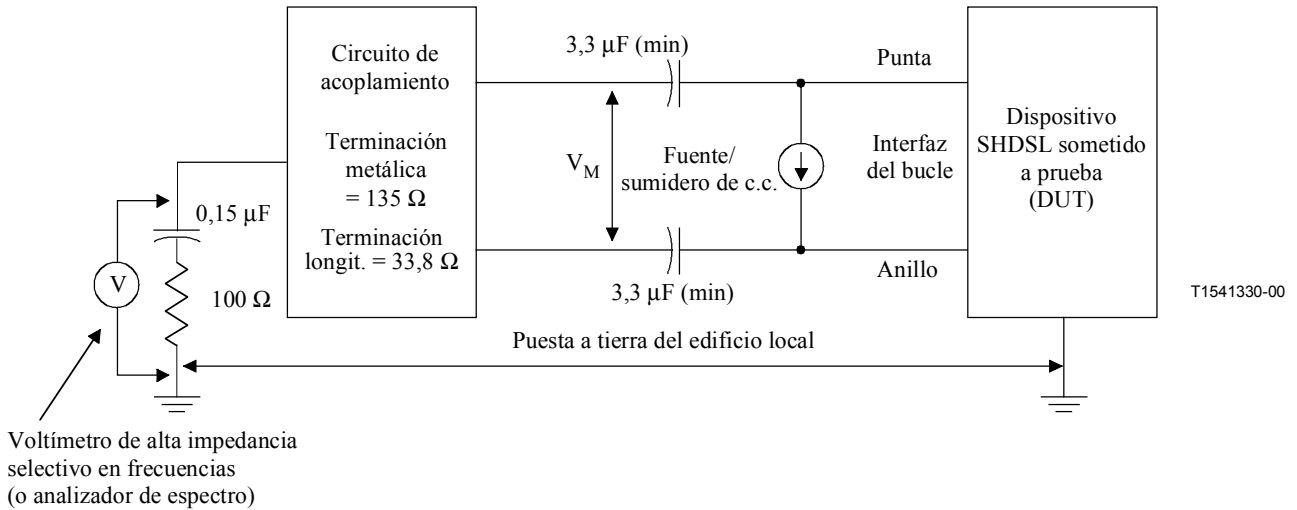 Circuito de
acoplamiento
Terminación
metálica
= 135 Ω
Terminación
longit. = 33,8 Ω
0,15 µF
100 Ω
V
3,3 µF (min)
V_M
3,3 µF (min)
Fuente/
sumidero de c.c.
Punta
Interfaz
del bucle
Anillo
Dispositivo
SHDSL sometido
a prueba
(DUT)
T1541330-00
Puesta a tierra del edificio local
Voltímetro de alta impedancia
selectivo en frecuencias
(o analizador de espectro)